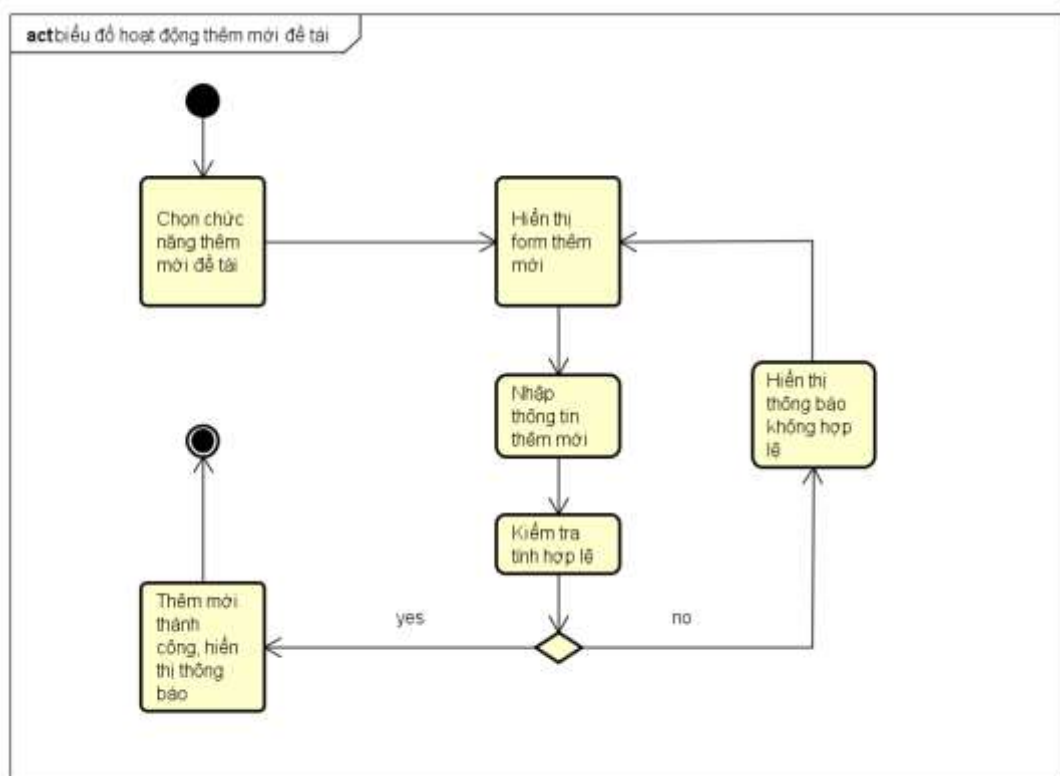 act biểu đồ hoạt động thêm mới đề tài
Chọn chức
năng thêm
mới đề tài
Hiển thị
form thêm
mới
Nhập
thông tin
thêm mới
Hiển thị
thông báo
không hợp
lệ
Kiểm tra
tính hợp lệ
yes
no
Thêm mới
thành
công, hiển
thị thông
báo